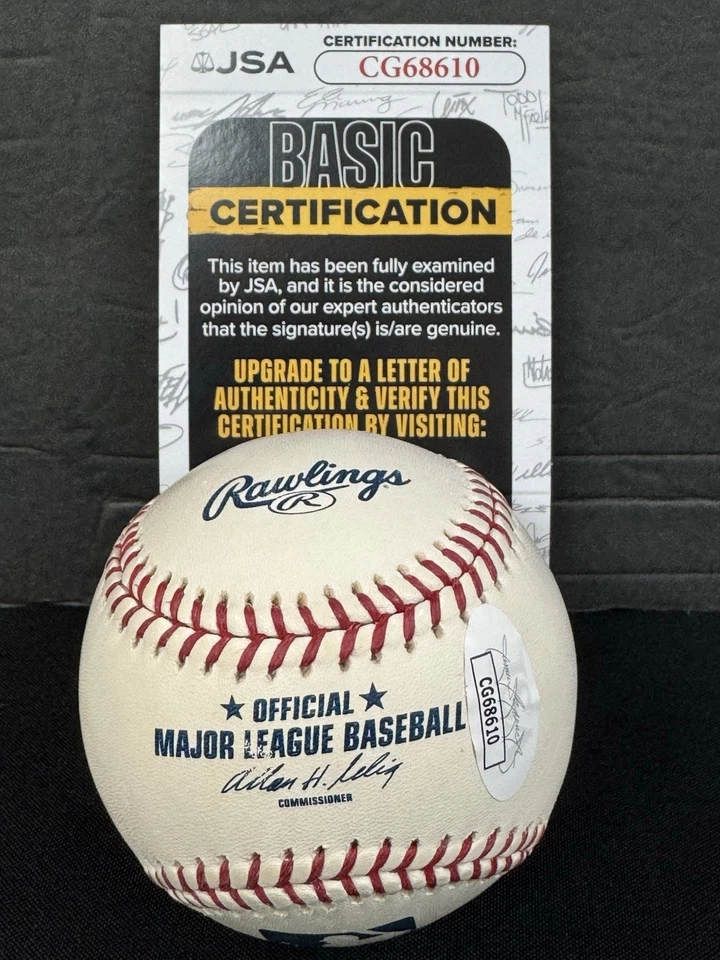 JSA
CERTIFICATION NUMBER:
CG68610
BASIC
CERTIFICATION
This item has been fully examined
by JSA, and it is the considered
opinion of our expert authenticators
that the signature(s) is/are genuine.
UPGRADE TO A LETTER OF
AUTHENTICITY & VERIFY THIS
CERTIFICATION BY VISITING:
Rawlings
R
OFFICIAL
MAJOR LEAGUE BASEBALL
Allan H. Selig
COMMISSIONER
CG68610